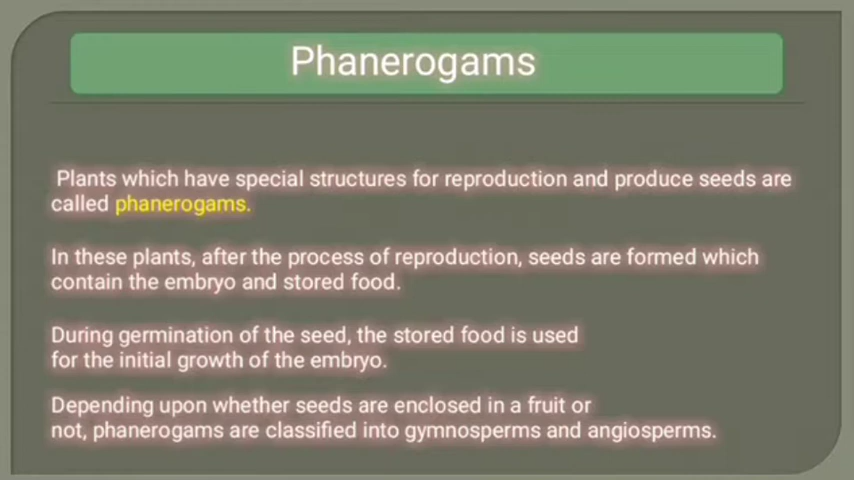 Phanerogams
Plants which have special structures for reproduction and produce seeds are
called phanerogams.
In these plants, after the process of reproduction, seeds are formed which
contain the embryo and stored food.
During germination of the seed, the stored food is used
for the initial growth of the embryo.
Depending upon whether seeds are enclosed in a fruit or
not, phanerogams are classified into gymnosperms and angiosperms.